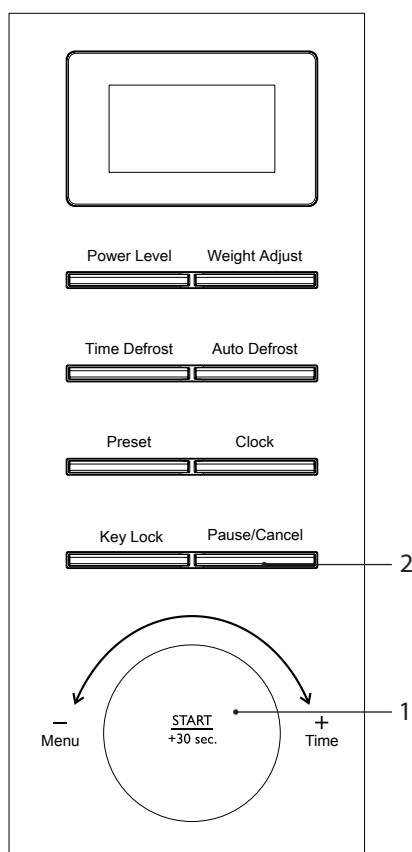 Power Level Weight Adjust
Time Defrost Auto Defrost
Preset Clock
Key Lock Pause/Cancel
2
1
START
+30 sec.
− +
Menu Time